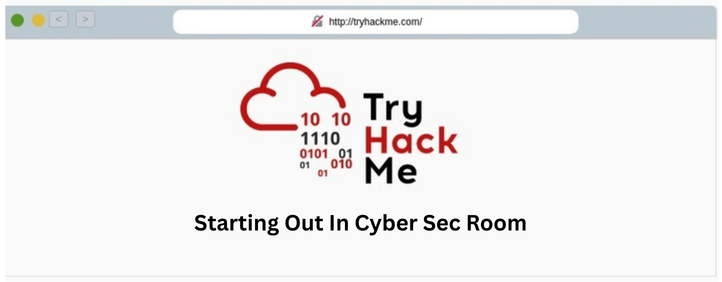 < >
http://tryhackme.com/
Try
Hack
Me
10 10
1110
0101 01
01 010
01
Starting Out In Cyber Sec Room